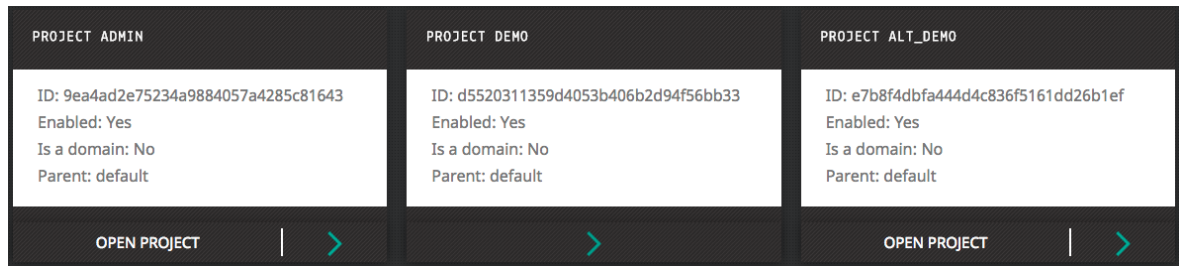 PROJECT ADMIN
ID: 9ea4ad2e75234a9884057a4285c81643
Enabled: Yes
Is a domain: No
Parent: default
OPEN PROJECT
PROJECT DEMO
ID: d5520311359d4053b406b2d94f56bb33
Enabled: Yes
Is a domain: No
Parent: default
PROJECT ALT_DEMO
ID: e7b8f4dbfa444d4c836f5161dd26b1ef
Enabled: Yes
Is a domain: No
Parent: default
OPEN PROJECT